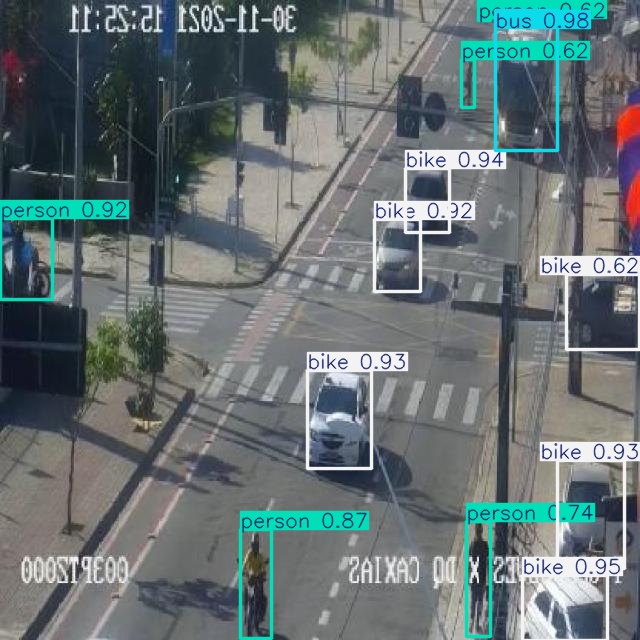 person 0.62
bus 0.98
30-11-2021 15:25:11
person 0.62
bike 0.94
person 0.92
bike 0.92
bike 0.62
bike 0.93
bike 0.93
person 0.87
person 0.74
bike 0.95
X DQ CAXIAS
003PT2000